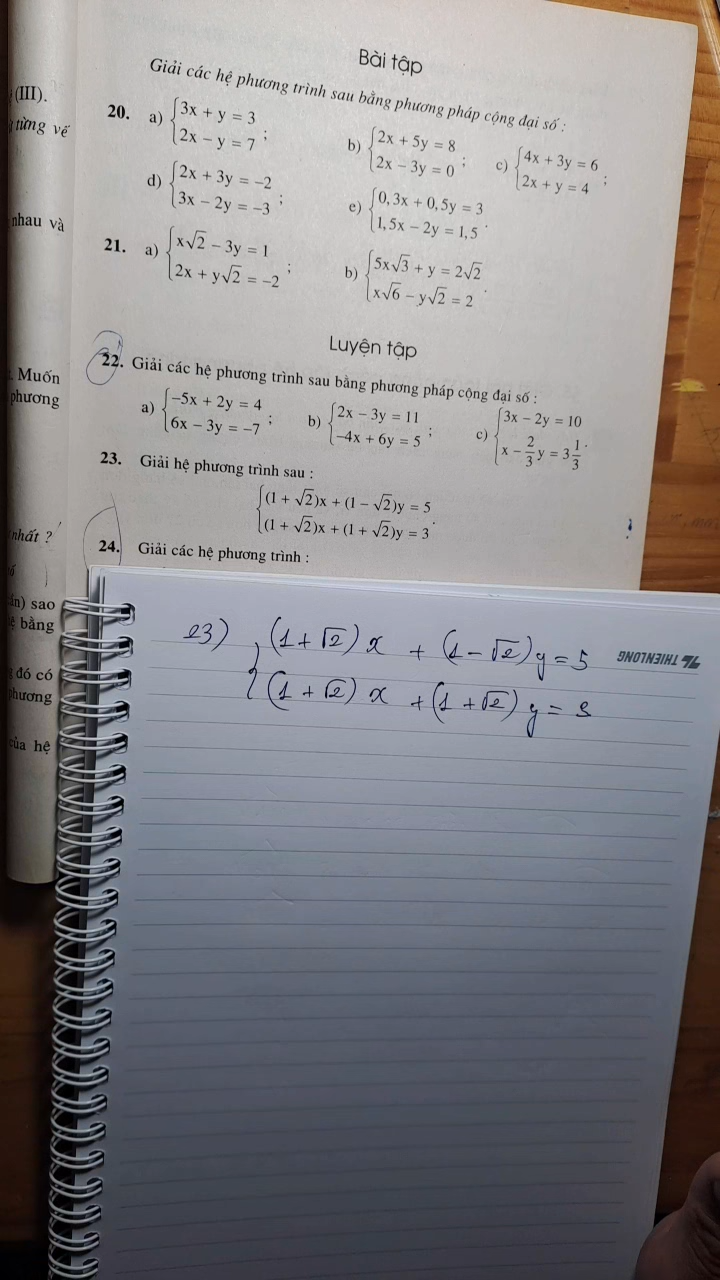 Bài tập
Giải các hệ phương trình sau bằng phương pháp cộng đại số :
20. a) {3x + y = 3
2x − y = 7 ;
b) {2x + 5y = 8
2x − 3y = 0 ;
c) {4x + 3y = 6
2x + y = 4 ;
d) {2x + 3y = −2
3x − 2y = −3 ;
e) {0,3x + 0,5y = 3
1,5x − 2y = 1,5 .
21. a) {x√2 − 3y = 1
2x + y√2 = −2 ;
b) {5x√3 + y = 2√2
x√6 − y√2 = 2 .
Luyện tập
22. Giải các hệ phương trình sau bằng phương pháp cộng đại số :
a) {−5x + 2y = 4
6x − 3y = −7 ;
b) {2x − 3y = 11
−4x + 6y = 5 ;
c) {3x − 2y = 10
x − 2/3 y = 3 1/3 .
23. Giải hệ phương trình sau :
{(1 + √2)x + (1 − √2)y = 5
(1 + √2)x + (1 + √2)y = 3 .
24. Giải các hệ phương trình :
(III).
từng vế
nhau và
. Muốn
phương
nhất ?
số
ẩn) sao
hệ bằng
đó có
phương
của hệ
THIEN LONG
23) {(1 + √2) x + (1 − √2) y = 5
(1 + √2) x + (1 + √2) y = 3